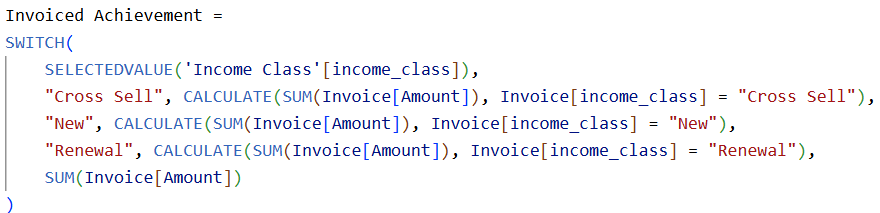 Invoiced Achievement =
SWITCH(
SELECTEDVALUE('Income Class'[income_class]),
"Cross Sell", CALCULATE(SUM(Invoice[Amount]), Invoice[income_class] = "Cross Sell"),
"New", CALCULATE(SUM(Invoice[Amount]), Invoice[income_class] = "New"),
"Renewal", CALCULATE(SUM(Invoice[Amount]), Invoice[income_class] = "Renewal"),
SUM(Invoice[Amount])
)